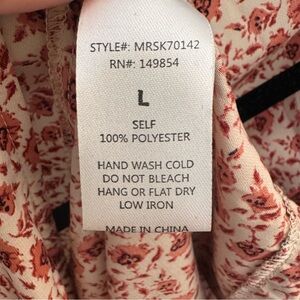 STYLE#: MRSK70142
RN#: 149854
L
SELF
100% POLYESTER
HAND WASH COLD
DO NOT BLEACH
HANG OR FLAT DRY
LOW IRON
MADE IN CHINA